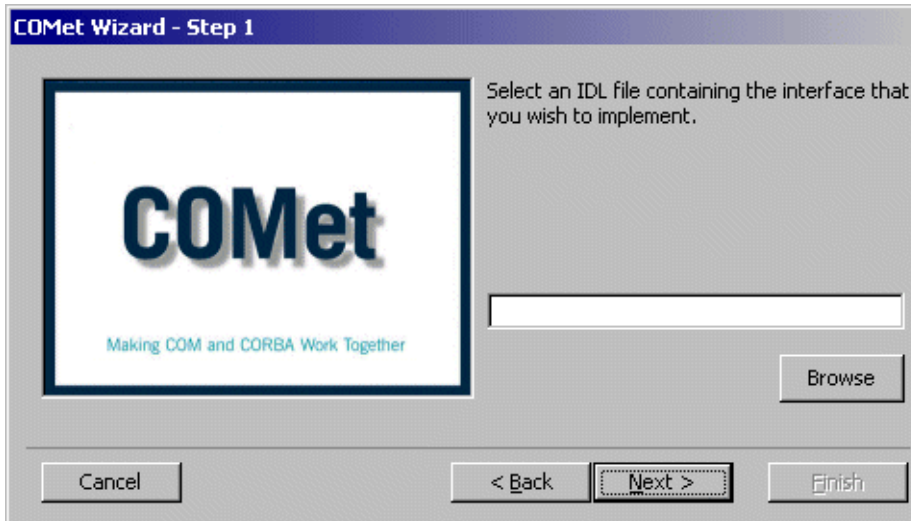 COMet Wizard - Step 1
Select an IDL file containing the interface that
you wish to implement.
COMet
Making COM and CORBA Work Together
Browse
Cancel
< Back
Next >
Finish